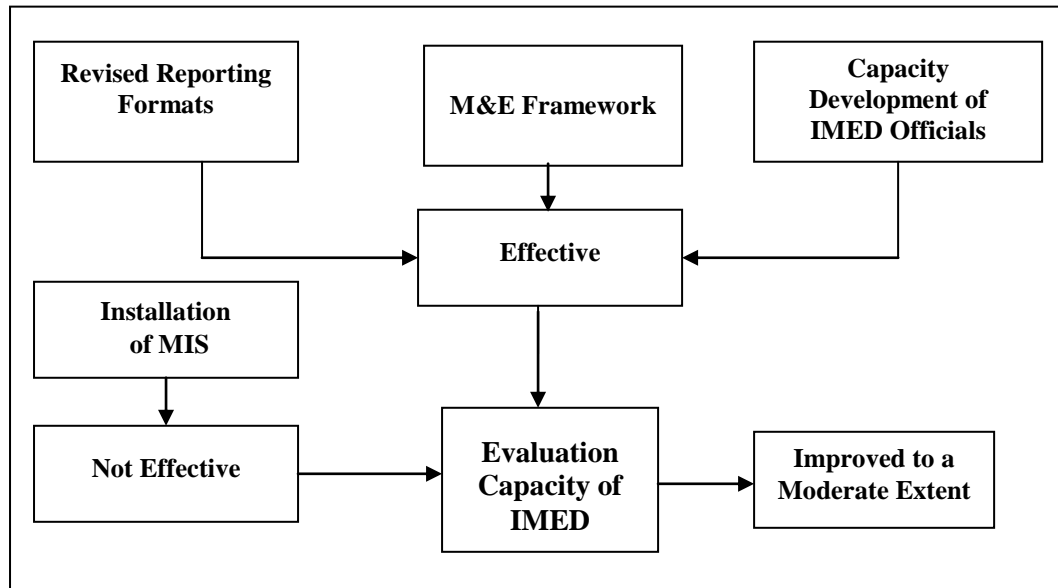 Revised Reporting
Formats
M&E Framework
Capacity
Development of
IMED Officials
Effective
Installation
of MIS
Not Effective
Evaluation
Capacity of
IMED
Improved to a
Moderate Extent